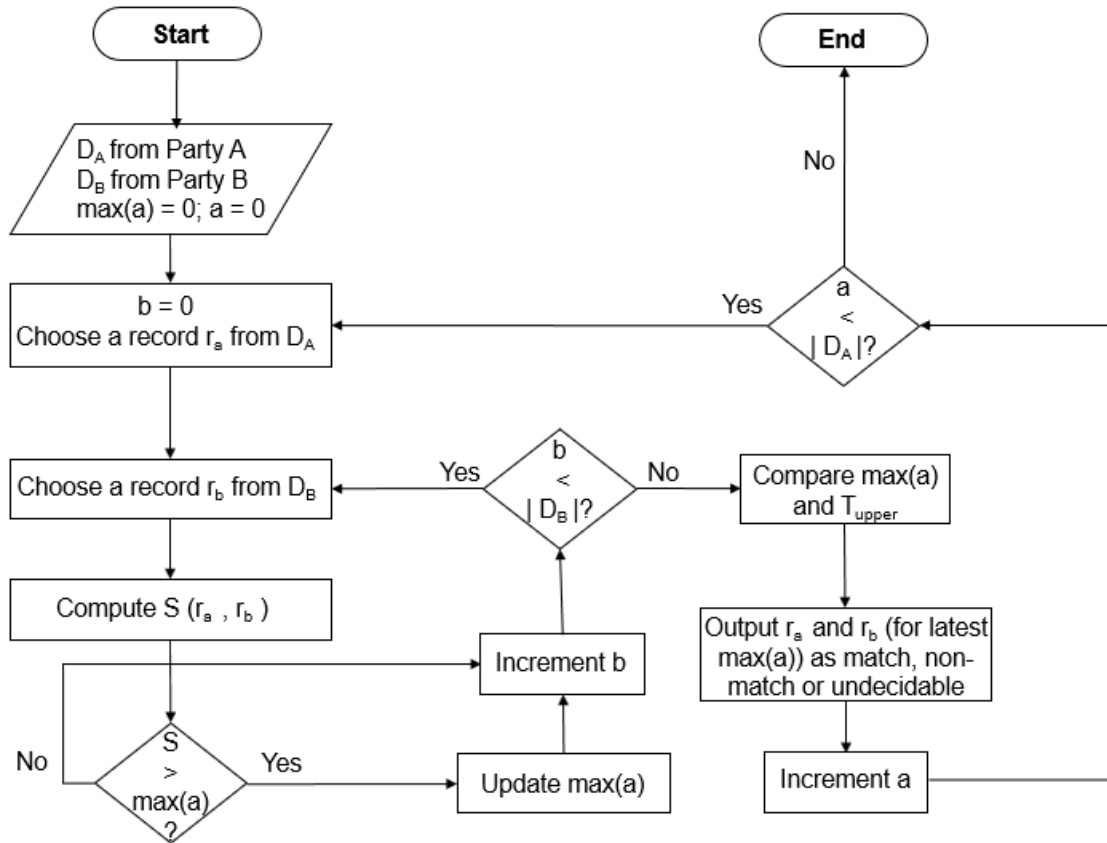 Start
End
D_A from Party A
D_B from Party B
max(a) = 0; a = 0
No
b = 0
Choose a record r_a from D_A
Yes
a
<
| D_A |?
Choose a record r_b from D_B
Yes
b
<
| D_B |?
No
Compare max(a)
and T_upper
Compute S (r_a , r_b )
Increment b
Output r_a and r_b (for latest
max(a)) as match, non-
match or undecidable
No
S
>
max(a)
?
Yes
Update max(a)
Increment a